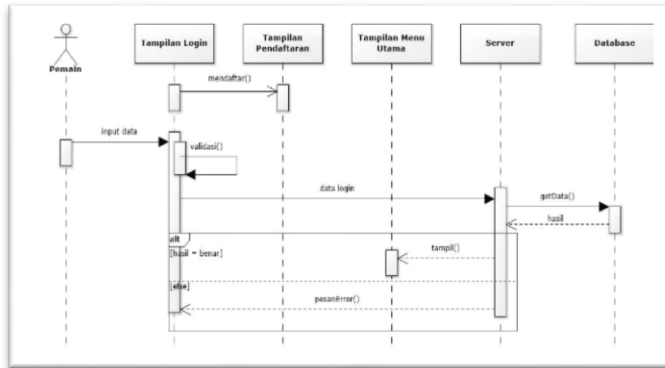 Pemain
Tampilan Login
Tampilan
Pendaftaran
Tampilan Menu
Utama
Server
Database
mendaftar()
input data
validasi()
data login
getData()
hasil
alt
[hasil = benar]
tampil()
[else]
pesanError()